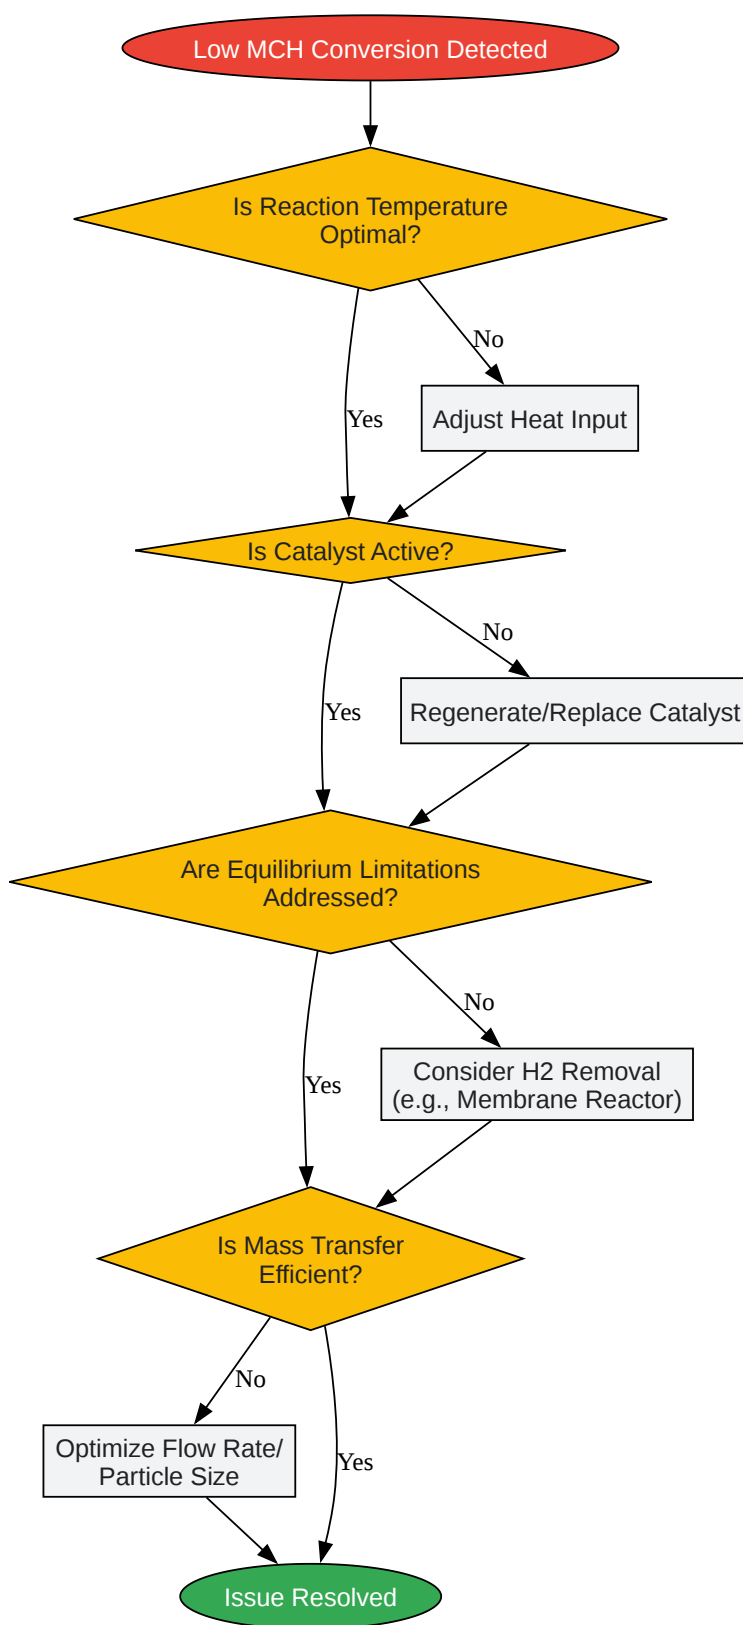 Low MCH Conversion Detected
Is Reaction Temperature
Optimal?
No
Yes
Adjust Heat Input
Is Catalyst Active?
No
Yes
Regenerate/Replace Catalyst
Are Equilibrium Limitations
Addressed?
No
Yes
Consider H2 Removal
(e.g., Membrane Reactor)
Is Mass Transfer
Efficient?
No
Optimize Flow Rate/
Particle Size
Yes
Issue Resolved